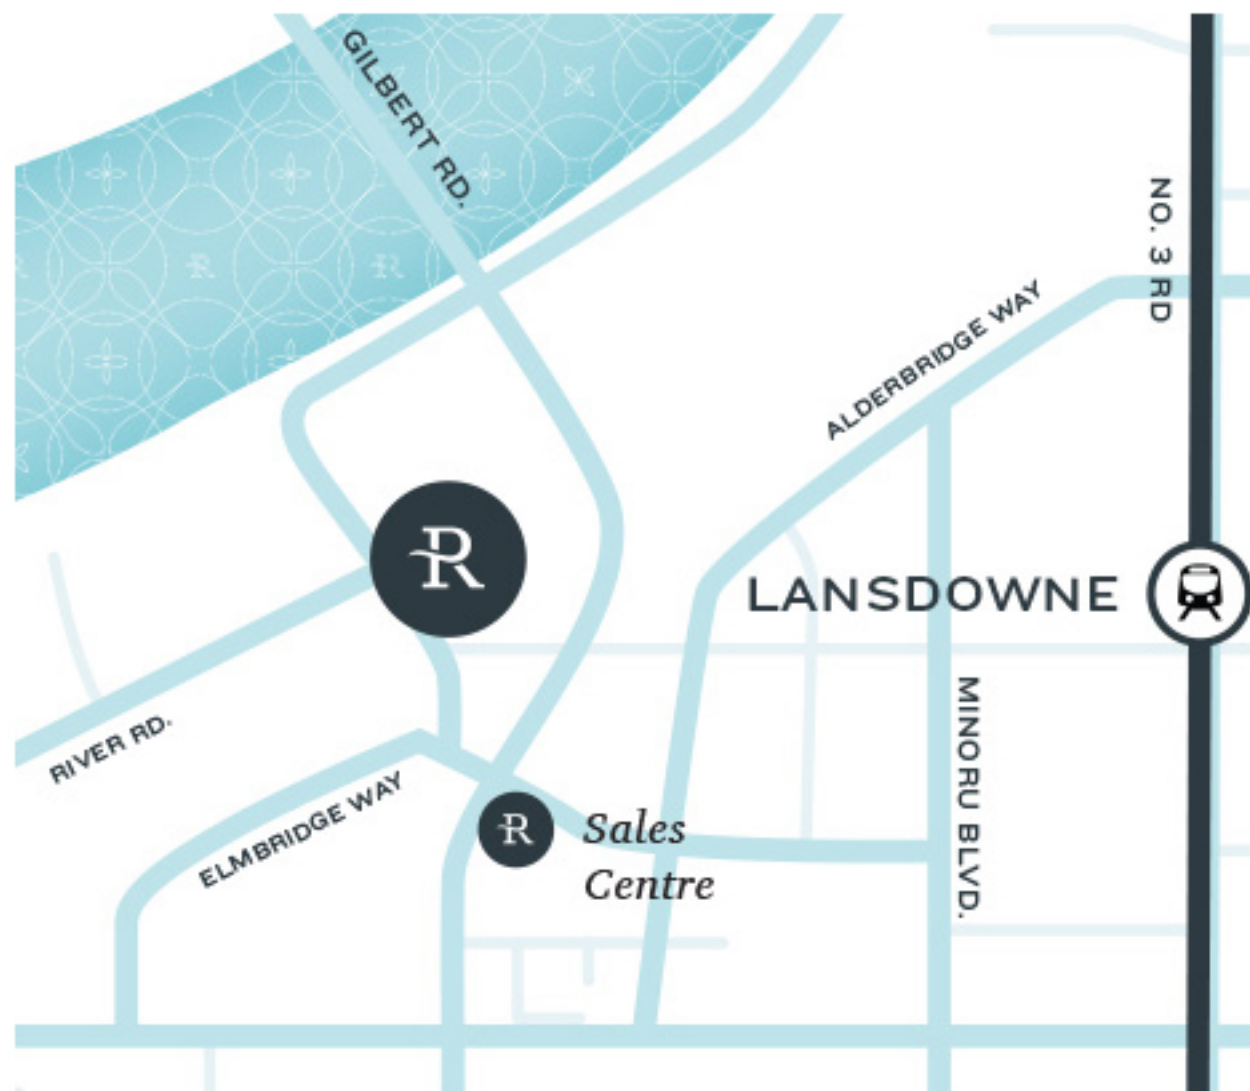 GILBERT RD.
NO. 3 RD
ALDERBRIDGE WAY
R
LANSDOWNE
RIVER RD.
MINORU BLVD.
ELMBRIDGE WAY
R
Sales
Centre